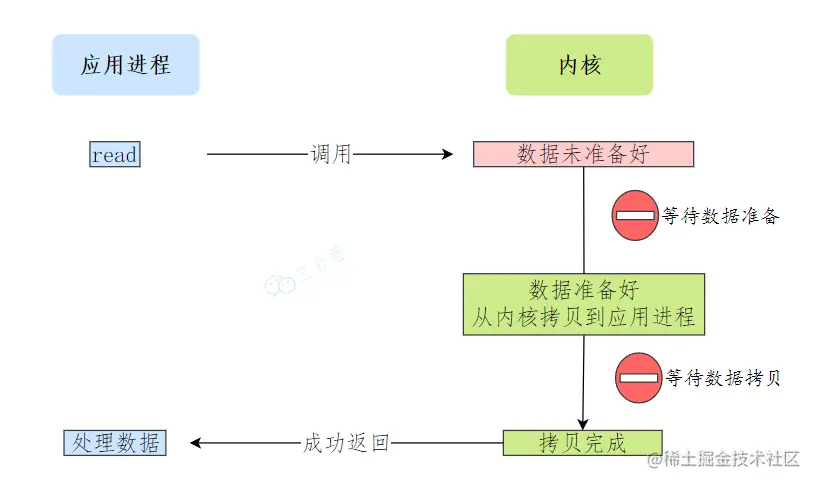 应用进程
内核
read
调用
数据未准备好
等待数据准备
三分恶
数据准备好
从内核拷贝到应用进程
等待数据拷贝
处理数据
成功返回
拷贝完成
@稀土掘金技术社区